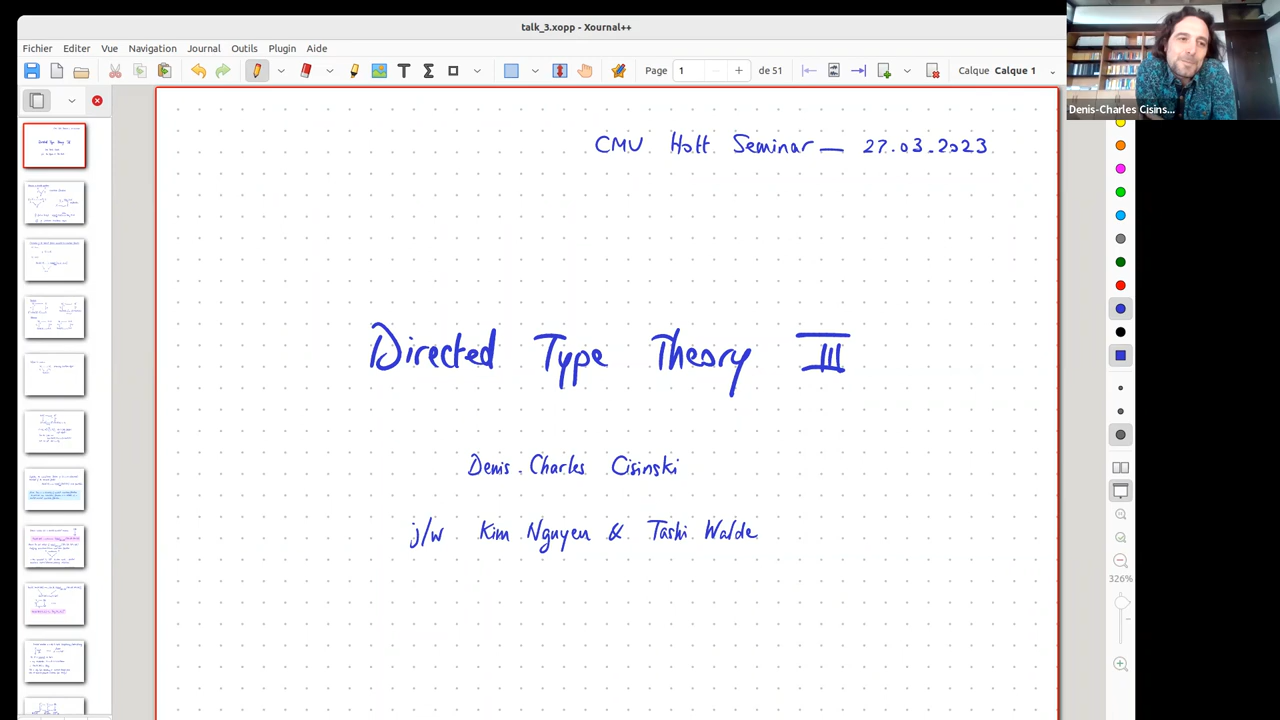 talk_3.xopp - Xournal++
Fichier Editer Vue Navigation Journal Outils Plugin Aide
Page 1 de 51 Calque Calque 1
Denis-Charles Cisins...
CMU Hott Seminar — 27.03.2023
Directed Type Theory III
Denis-Charles Cisinski
j/w Kim Nguyen & Tashi Walde
326%